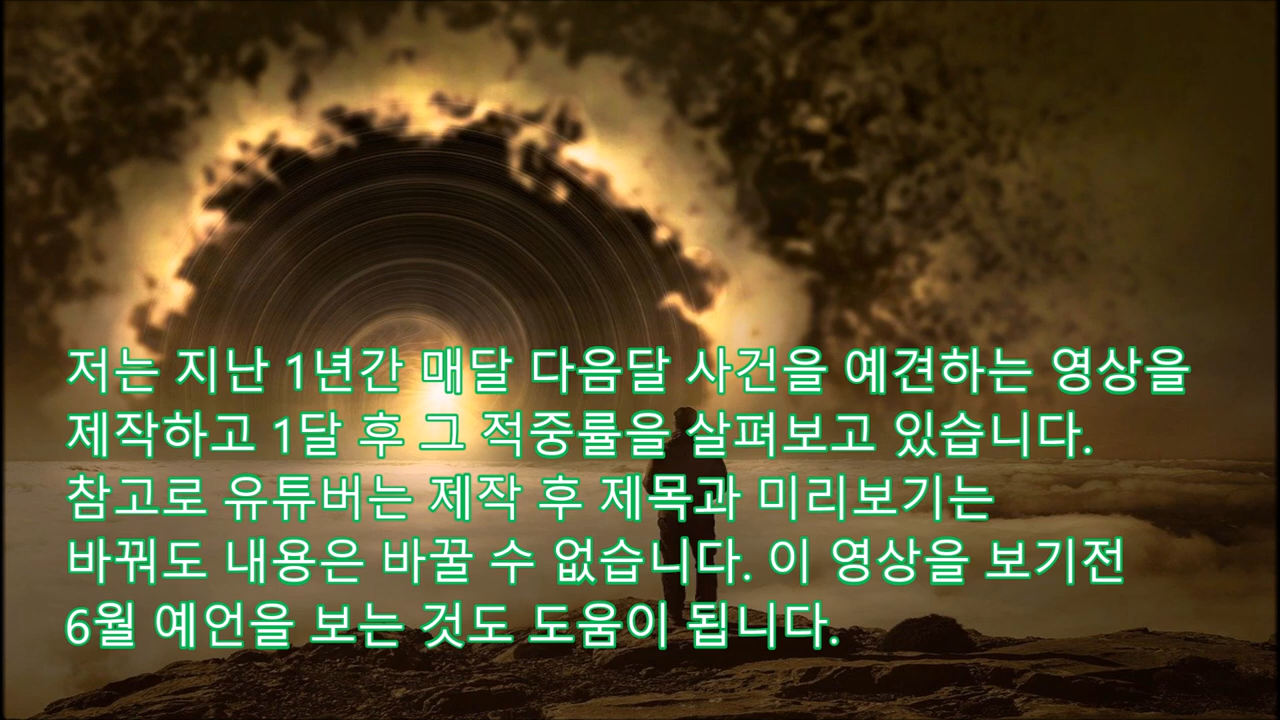 저는 지난 1년간 매달 다음달 사건을 예견하는 영상을
제작하고 1달 후 그 적중률을 살펴보고 있습니다.
참고로 유튜버는 제작 후 제목과 미리보기는
바꿔도 내용은 바꿀 수 없습니다. 이 영상을 보기전
6월 예언을 보는 것도 도움이 됩니다.